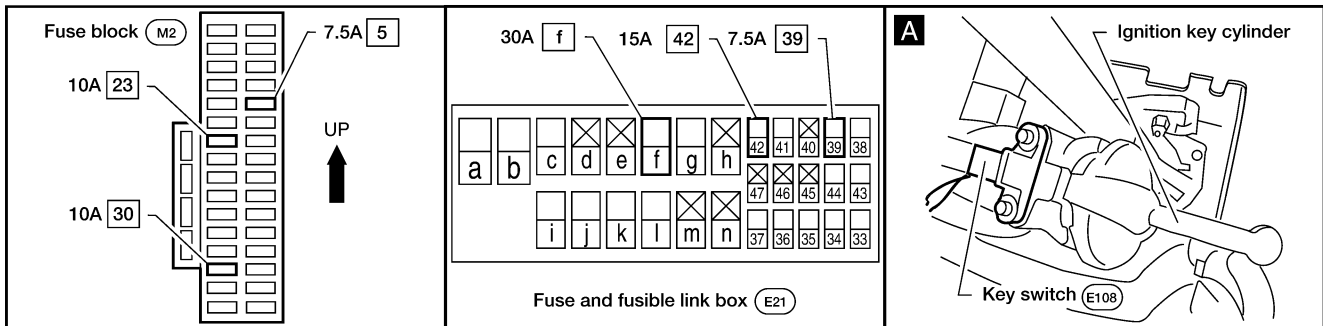 Fuse block M2
7.5A 5
10A 23
UP
10A 30
30A f 15A 42 7.5A 39
a b c d e f g h 42 41 40 39 38
47 46 45 44 43
i j k l m n 37 36 35 34 33
Fuse and fusible link box E21
A
Ignition key cylinder
Key switch E108